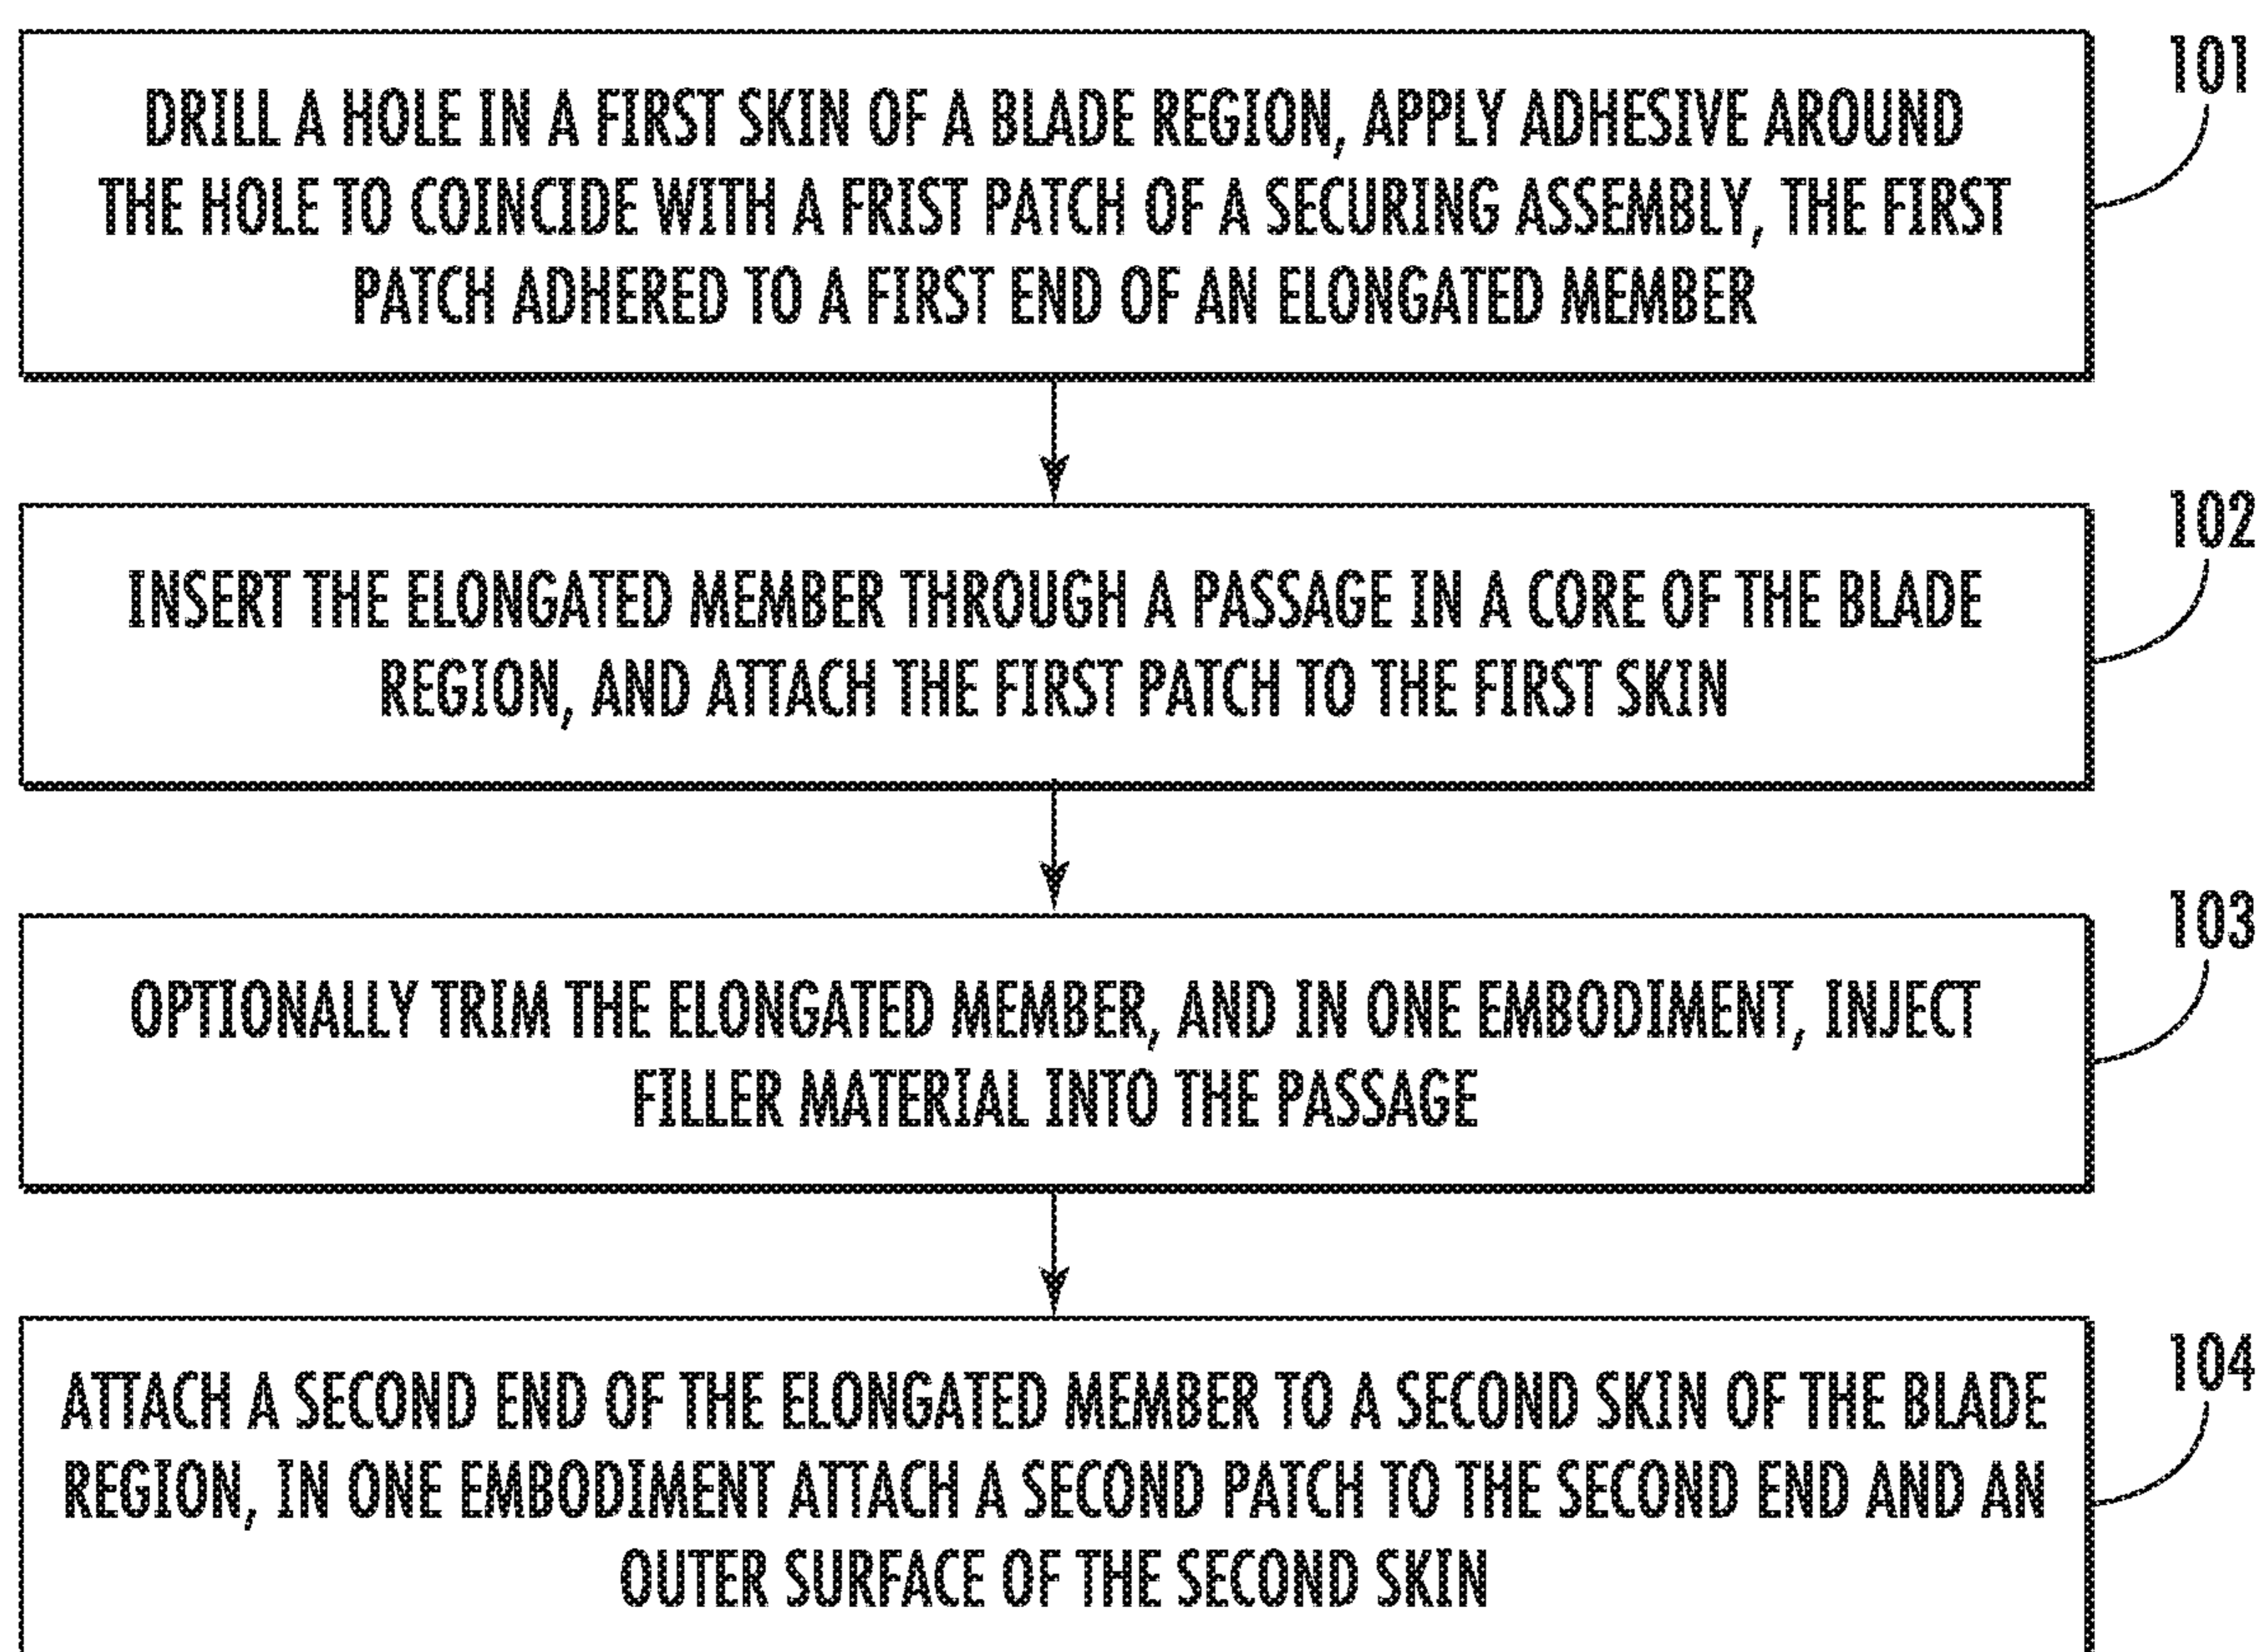 101
DRILL A HOLE IN A FIRST SKIN OF A BLADE REGION, APPLY ADHESIVE AROUND
THE HOLE TO COINCIDE WITH A FRIST PATCH OF A SECURING ASSEMBLY, THE FIRST
PATCH ADHERED TO A FIRST END OF AN ELONGATED MEMBER
102
INSERT THE ELONGATED MEMBER THROUGH A PASSAGE IN A CORE OF THE BLADE
REGION, AND ATTACH THE FIRST PATCH TO THE FIRST SKIN
103
OPTIONALLY TRIM THE ELONGATED MEMBER, AND IN ONE EMBODIMENT, INJECT
FILLER MATERIAL INTO THE PASSAGE
104
ATTACH A SECOND END OF THE ELONGATED MEMBER TO A SECOND SKIN OF THE BLADE
REGION, IN ONE EMBODIMENT ATTACH A SECOND PATCH TO THE SECOND END AND AN
OUTER SURFACE OF THE SECOND SKIN